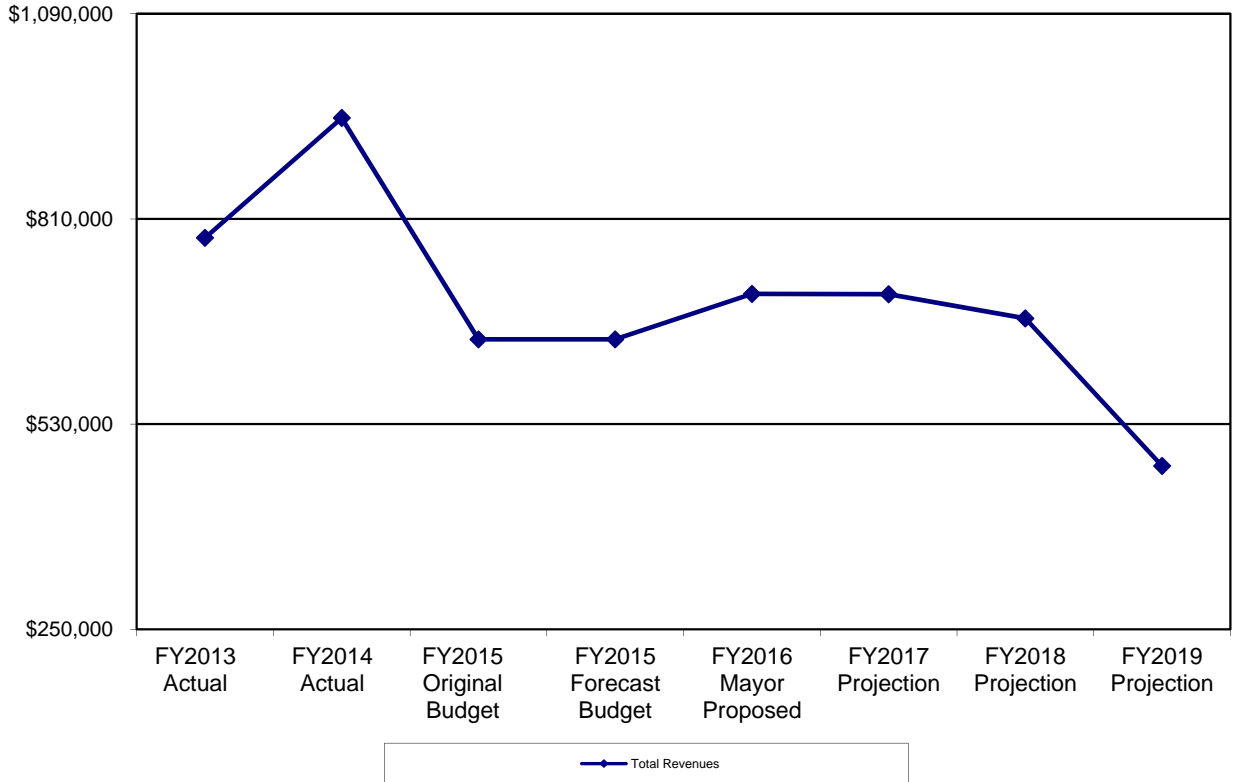 $1,090,000
$810,000
$530,000
$250,000
FY2013
Actual
FY2014
Actual
FY2015
Original
Budget
FY2015
Forecast
Budget
FY2016
Mayor
Proposed
FY2017
Projection
FY2018
Projection
FY2019
Projection
Total Revenues